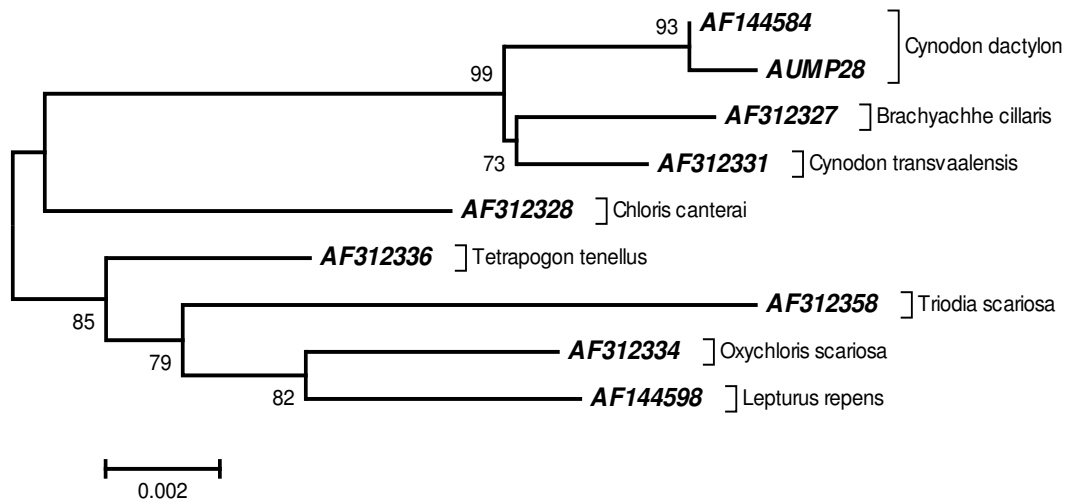 93 AF144584
Cynodon dactylon
99 AUMP28
AF312327 Brachyachhe cillaris
73 AF312331 Cynodon transvaalensis
AF312328 Chloris canterai
AF312336 Tetrapogon tenellus
85 AF312358 Triodia scariosa
79 AF312334 Oxychloris scariosa
82 AF144598 Lepturus repens
0.002